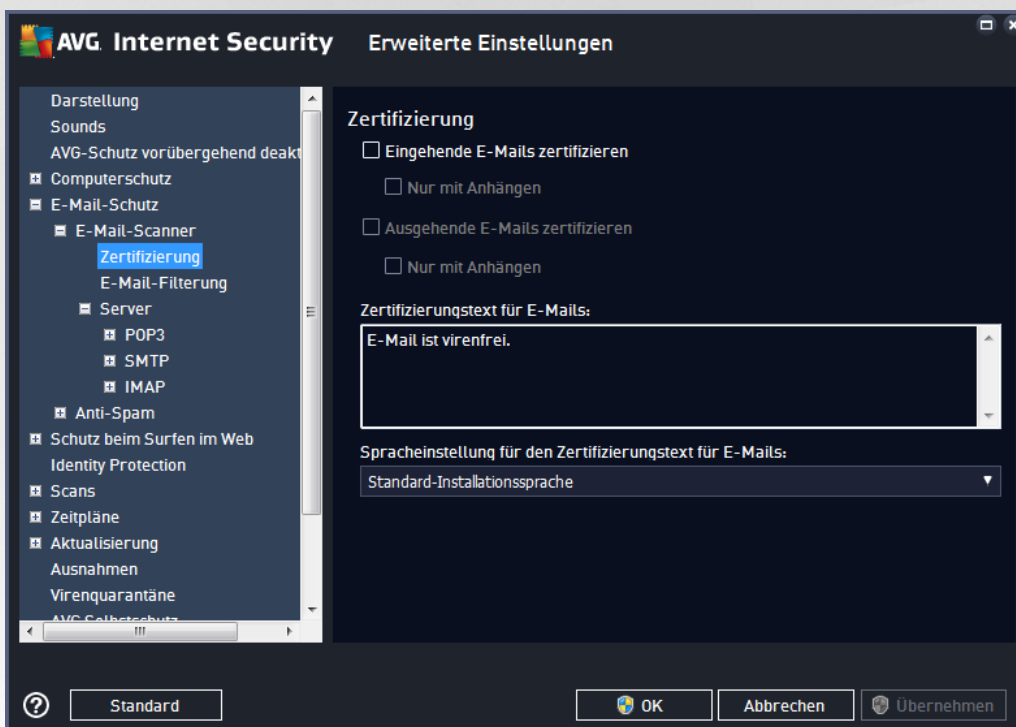 AVG Internet Security Erweiterte Einstellungen
Darstellung
Sounds
AVG-Schutz vorübergehend deakt
Computerschutz
E-Mail-Schutz
E-Mail-Scanner
Zertifizierung
E-Mail-Filterung
Server
POP3
SMTP
IMAP
Anti-Spam
Schutz beim Surfen im Web
Identity Protection
Scans
Zeitpläne
Aktualisierung
Ausnahmen
Virenquarantäne
AVG Selbstschutz
Zertifizierung
Eingehende E-Mails zertifizieren
Nur mit Anhängen
Ausgehende E-Mails zertifizieren
Nur mit Anhängen
Zertifizierungstext für E-Mails:
E-Mail ist virenfrei.
Spracheinstellung für den Zertifizierungstext für E-Mails:
Standard-Installationssprache
Standard
OK
Abbrechen
Übernehmen